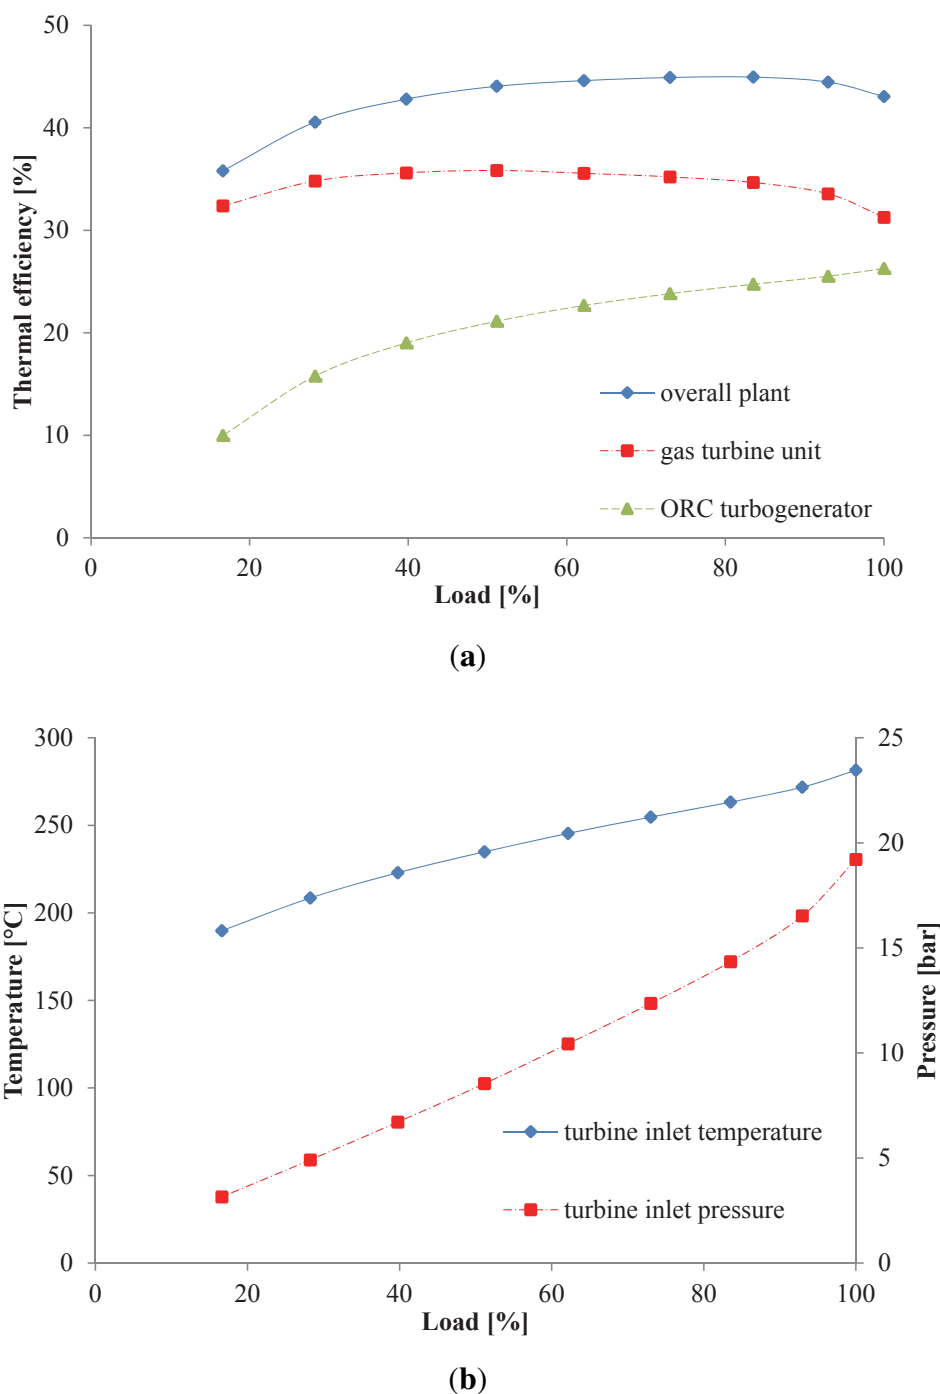 50
40
30
20
10
0
Thermal efficiency [%]
overall plant
gas turbine unit
ORC turbogenerator
0 20 40 60 80 100
Load [%]
(a)
300
250
200
150
100
50
0
Temperature [°C]
25
20
15
10
5
0
Pressure [bar]
turbine inlet temperature
turbine inlet pressure
0 20 40 60 80 100
Load [%]
(b)